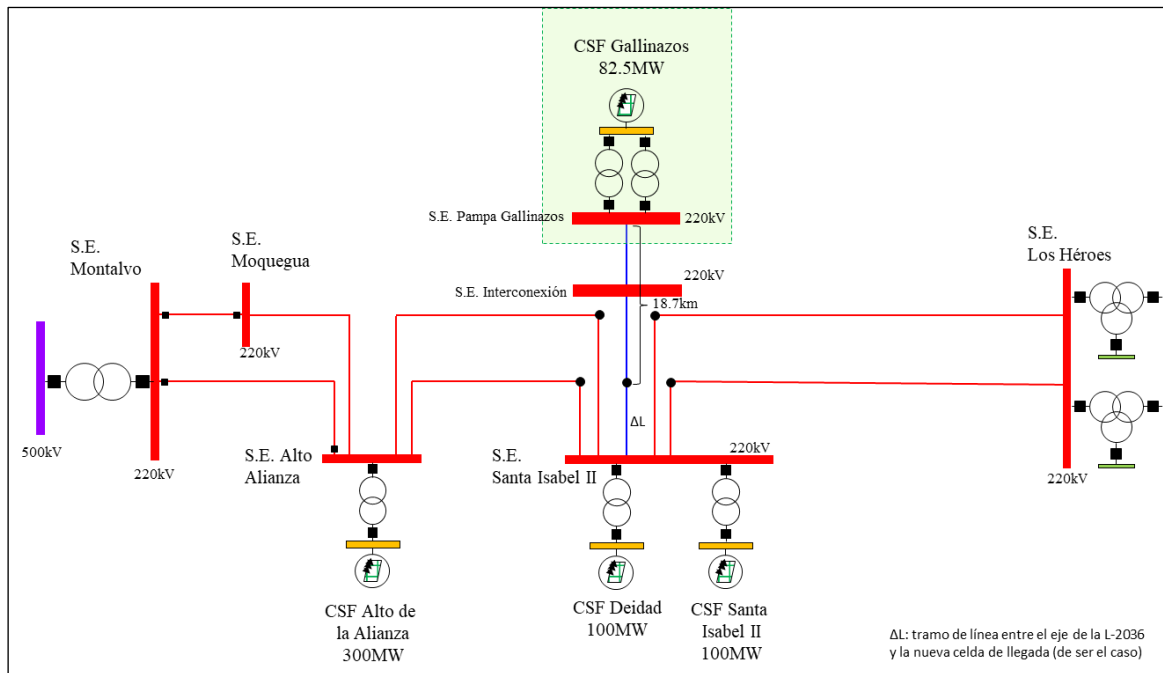 CSF Gallinazos
82.5MW
S.E. Pampa Gallinazos
220kV
S.E.
Montalvo
S.E.
Moquegua
220kV
S.E. Interconexión
18.7km
S.E.
Los Héroes
220kV
500kV
220kV
ΔL
S.E. Alto
Alianza
S.E.
Santa Isabel II
220kV
220kV
CSF Alto de
la Alianza
300MW
CSF Deidad
100MW
CSF Santa
Isabel II
100MW
ΔL: tramo de línea entre el eje de la L-2036
y la nueva celda de llegada (de ser el caso)